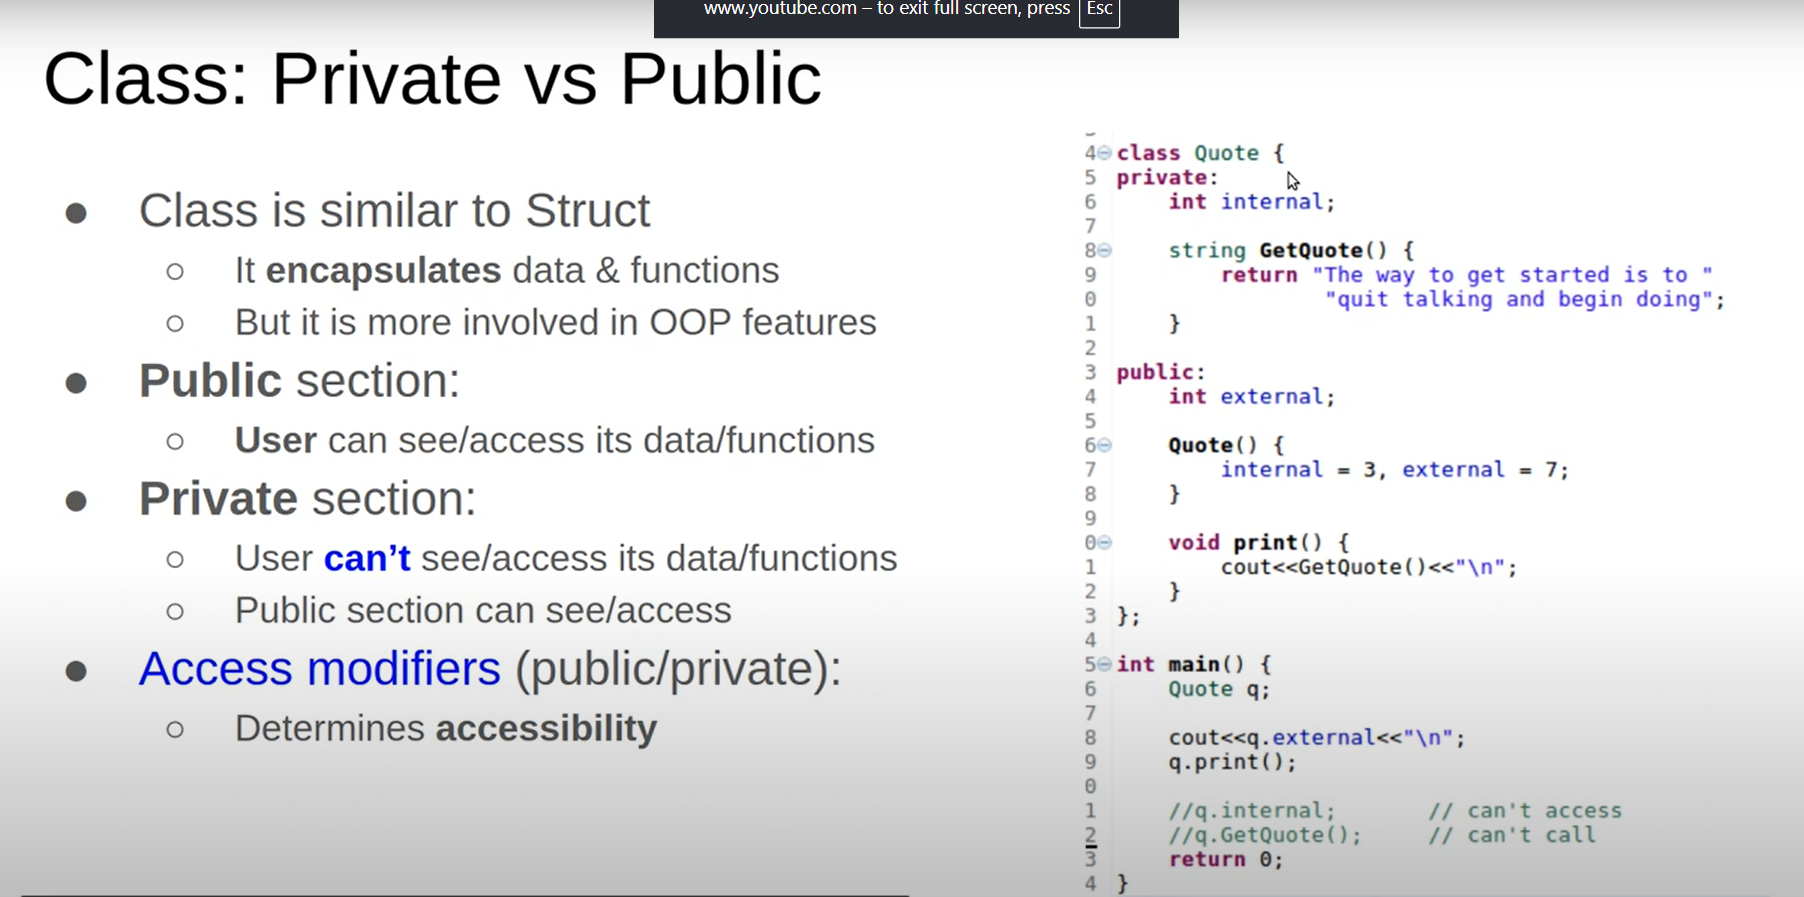 www.youtube.com – to exit full screen, press Esc
Class: Private vs Public
● Class is similar to Struct
○ It encapsulates data & functions
○ But it is more involved in OOP features
● Public section:
○ User can see/access its data/functions
● Private section:
○ User can’t see/access its data/functions
○ Public section can see/access
● Access modifiers (public/private):
○ Determines accessibility
4 class Quote {
5 private:
6     int internal;
7
8     string GetQuote() {
9         return "The way to get started is to "
0                 "quit talking and begin doing";
1     }
2
3 public:
4     int external;
5
6     Quote() {
7         internal = 3, external = 7;
8     }
9
0     void print() {
1         cout<<GetQuote()<<"\n";
2     }
3 };
4
5 int main() {
6     Quote q;
7
8     cout<<q.external<<"\n";
9     q.print();
0
1     //q.internal;       // can't access
2     //q.GetQuote();     // can't call
3     return 0;
4 }